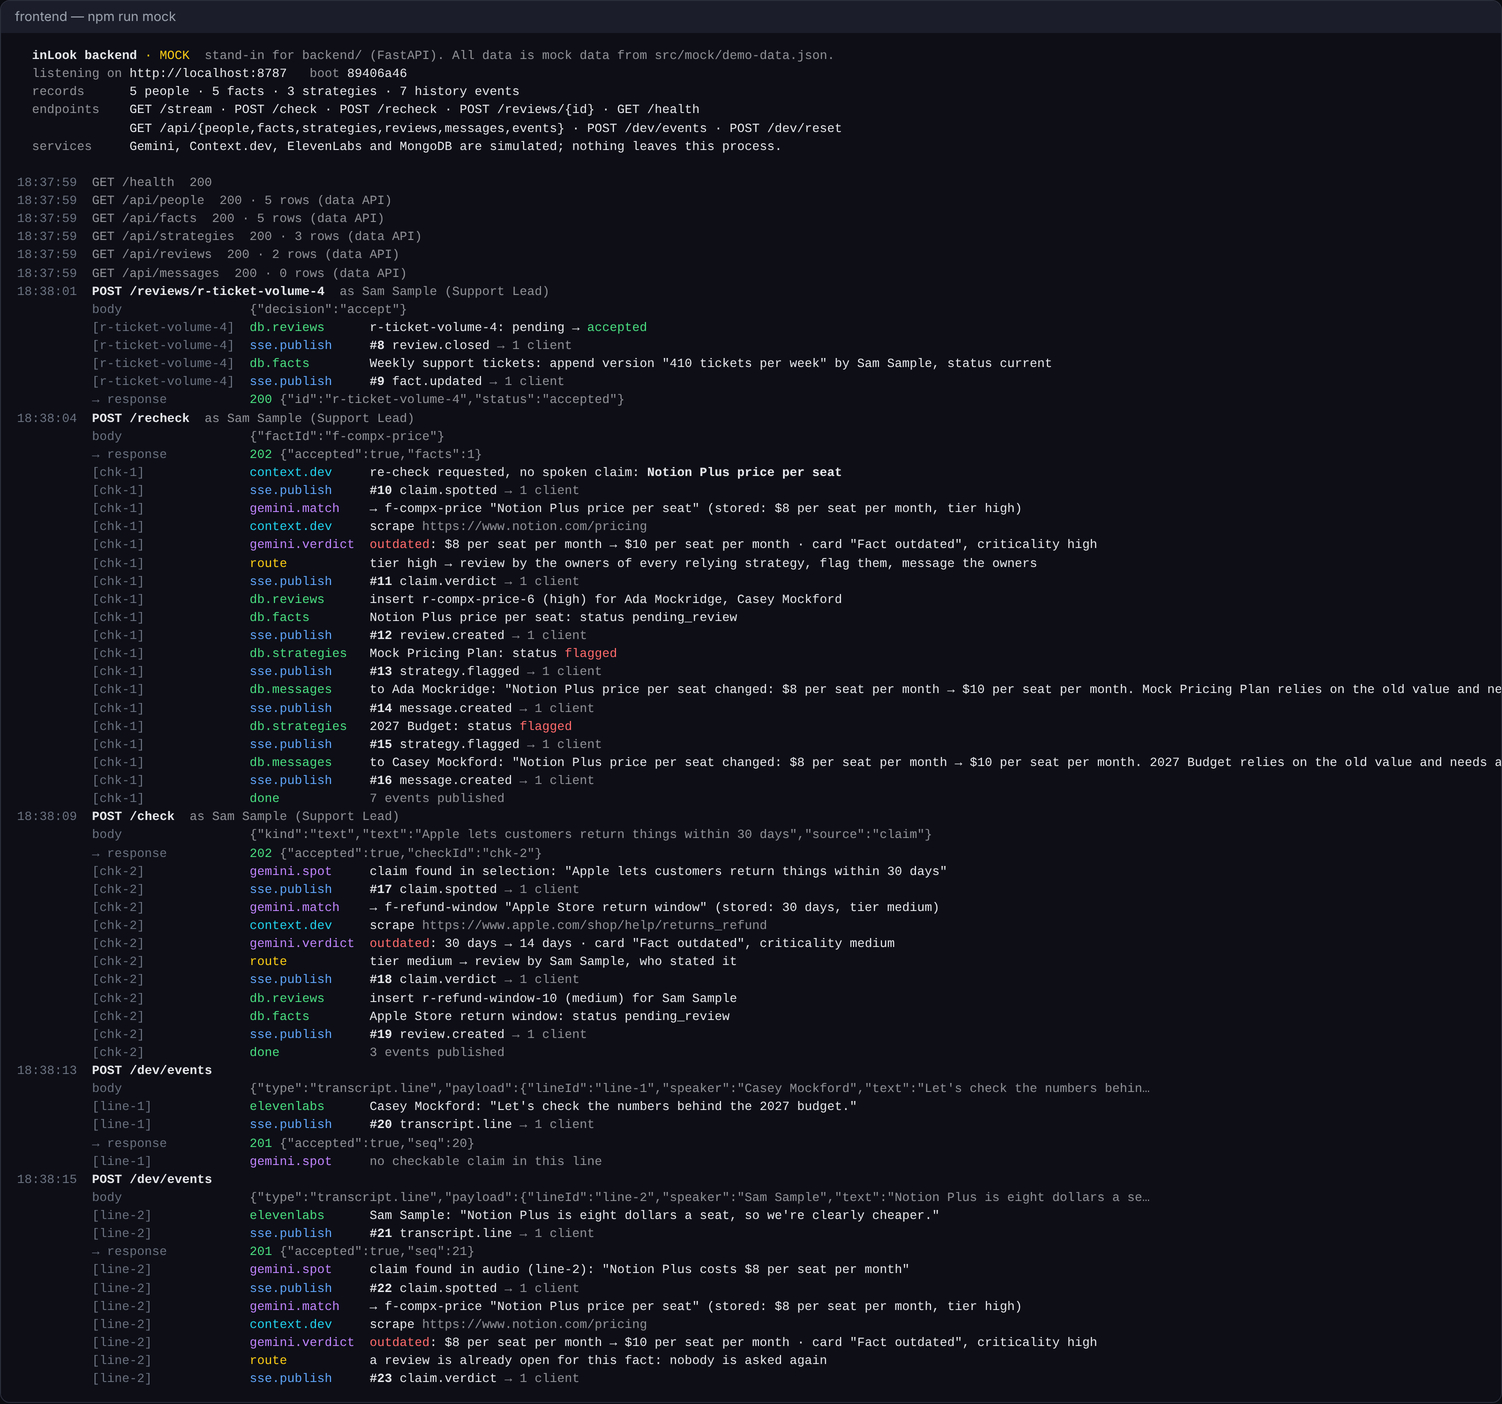 frontend — npm run mock
inLook backend · MOCK  stand-in for backend/ (FastAPI). All data is mock data from src/mock/demo-data.json.
listening on http://localhost:8787   boot 89406a46
records      5 people · 5 facts · 3 strategies · 7 history events
endpoints    GET /stream · POST /check · POST /recheck · POST /reviews/{id} · GET /health
GET /api/{people,facts,strategies,reviews,messages,events} · POST /dev/events · POST /dev/reset
services     Gemini, Context.dev, ElevenLabs and MongoDB are simulated; nothing leaves this process.
18:37:59  GET /health  200
18:37:59  GET /api/people  200 · 5 rows (data API)
18:37:59  GET /api/facts  200 · 5 rows (data API)
18:37:59  GET /api/strategies  200 · 3 rows (data API)
18:37:59  GET /api/reviews  200 · 2 rows (data API)
18:37:59  GET /api/messages  200 · 0 rows (data API)
18:38:01  POST /reviews/r-ticket-volume-4  as Sam Sample (Support Lead)
body                 {"decision":"accept"}
[r-ticket-volume-4]  db.reviews      r-ticket-volume-4: pending → accepted
[r-ticket-volume-4]  sse.publish     #8 review.closed → 1 client
[r-ticket-volume-4]  db.facts        Weekly support tickets: append version "410 tickets per week" by Sam Sample, status current
[r-ticket-volume-4]  sse.publish     #9 fact.updated → 1 client
→ response           200 {"id":"r-ticket-volume-4","status":"accepted"}
18:38:04  POST /recheck  as Sam Sample (Support Lead)
body                 {"factId":"f-compx-price"}
→ response           202 {"accepted":true,"facts":1}
[chk-1]              context.dev     re-check requested, no spoken claim: Notion Plus price per seat
[chk-1]              sse.publish     #10 claim.spotted → 1 client
[chk-1]              gemini.match    → f-compx-price "Notion Plus price per seat" (stored: $8 per seat per month, tier high)
[chk-1]              context.dev     scrape https://www.notion.com/pricing
[chk-1]              gemini.verdict  outdated: $8 per seat per month → $10 per seat per month · card "Fact outdated", criticality high
[chk-1]              route           tier high → review by the owners of every relying strategy, flag them, message the owners
[chk-1]              sse.publish     #11 claim.verdict → 1 client
[chk-1]              db.reviews      insert r-compx-price-6 (high) for Ada Mockridge, Casey Mockford
[chk-1]              db.facts        Notion Plus price per seat: status pending_review
[chk-1]              sse.publish     #12 review.created → 1 client
[chk-1]              db.strategies   Mock Pricing Plan: status flagged
[chk-1]              sse.publish     #13 strategy.flagged → 1 client
[chk-1]              db.messages     to Ada Mockridge: "Notion Plus price per seat changed: $8 per seat per month → $10 per seat per month. Mock Pricing Plan relies on the old value and ne
[chk-1]              sse.publish     #14 message.created → 1 client
[chk-1]              db.strategies   2027 Budget: status flagged
[chk-1]              sse.publish     #15 strategy.flagged → 1 client
[chk-1]              db.messages     to Casey Mockford: "Notion Plus price per seat changed: $8 per seat per month → $10 per seat per month. 2027 Budget relies on the old value and needs a
[chk-1]              sse.publish     #16 message.created → 1 client
[chk-1]              done            7 events published
18:38:09  POST /check  as Sam Sample (Support Lead)
body                 {"kind":"text","text":"Apple lets customers return things within 30 days","source":"claim"}
→ response           202 {"accepted":true,"checkId":"chk-2"}
[chk-2]              gemini.spot     claim found in selection: "Apple lets customers return things within 30 days"
[chk-2]              sse.publish     #17 claim.spotted → 1 client
[chk-2]              gemini.match    → f-refund-window "Apple Store return window" (stored: 30 days, tier medium)
[chk-2]              context.dev     scrape https://www.apple.com/shop/help/returns_refund
[chk-2]              gemini.verdict  outdated: 30 days → 14 days · card "Fact outdated", criticality medium
[chk-2]              route           tier medium → review by Sam Sample, who stated it
[chk-2]              sse.publish     #18 claim.verdict → 1 client
[chk-2]              db.reviews      insert r-refund-window-10 (medium) for Sam Sample
[chk-2]              db.facts        Apple Store return window: status pending_review
[chk-2]              sse.publish     #19 review.created → 1 client
[chk-2]              done            3 events published
18:38:13  POST /dev/events
body                 {"type":"transcript.line","payload":{"lineId":"line-1","speaker":"Casey Mockford","text":"Let's check the numbers behin…
[line-1]             elevenlabs      Casey Mockford: "Let's check the numbers behind the 2027 budget."
[line-1]             sse.publish     #20 transcript.line → 1 client
→ response           201 {"accepted":true,"seq":20}
[line-1]             gemini.spot     no checkable claim in this line
18:38:15  POST /dev/events
body                 {"type":"transcript.line","payload":{"lineId":"line-2","speaker":"Sam Sample","text":"Notion Plus is eight dollars a se…
[line-2]             elevenlabs      Sam Sample: "Notion Plus is eight dollars a seat, so we're clearly cheaper."
[line-2]             sse.publish     #21 transcript.line → 1 client
→ response           201 {"accepted":true,"seq":21}
[line-2]             gemini.spot     claim found in audio (line-2): "Notion Plus costs $8 per seat per month"
[line-2]             sse.publish     #22 claim.spotted → 1 client
[line-2]             gemini.match    → f-compx-price "Notion Plus price per seat" (stored: $8 per seat per month, tier high)
[line-2]             context.dev     scrape https://www.notion.com/pricing
[line-2]             gemini.verdict  outdated: $8 per seat per month → $10 per seat per month · card "Fact outdated", criticality high
[line-2]             route           a review is already open for this fact: nobody is asked again
[line-2]             sse.publish     #23 claim.verdict → 1 client